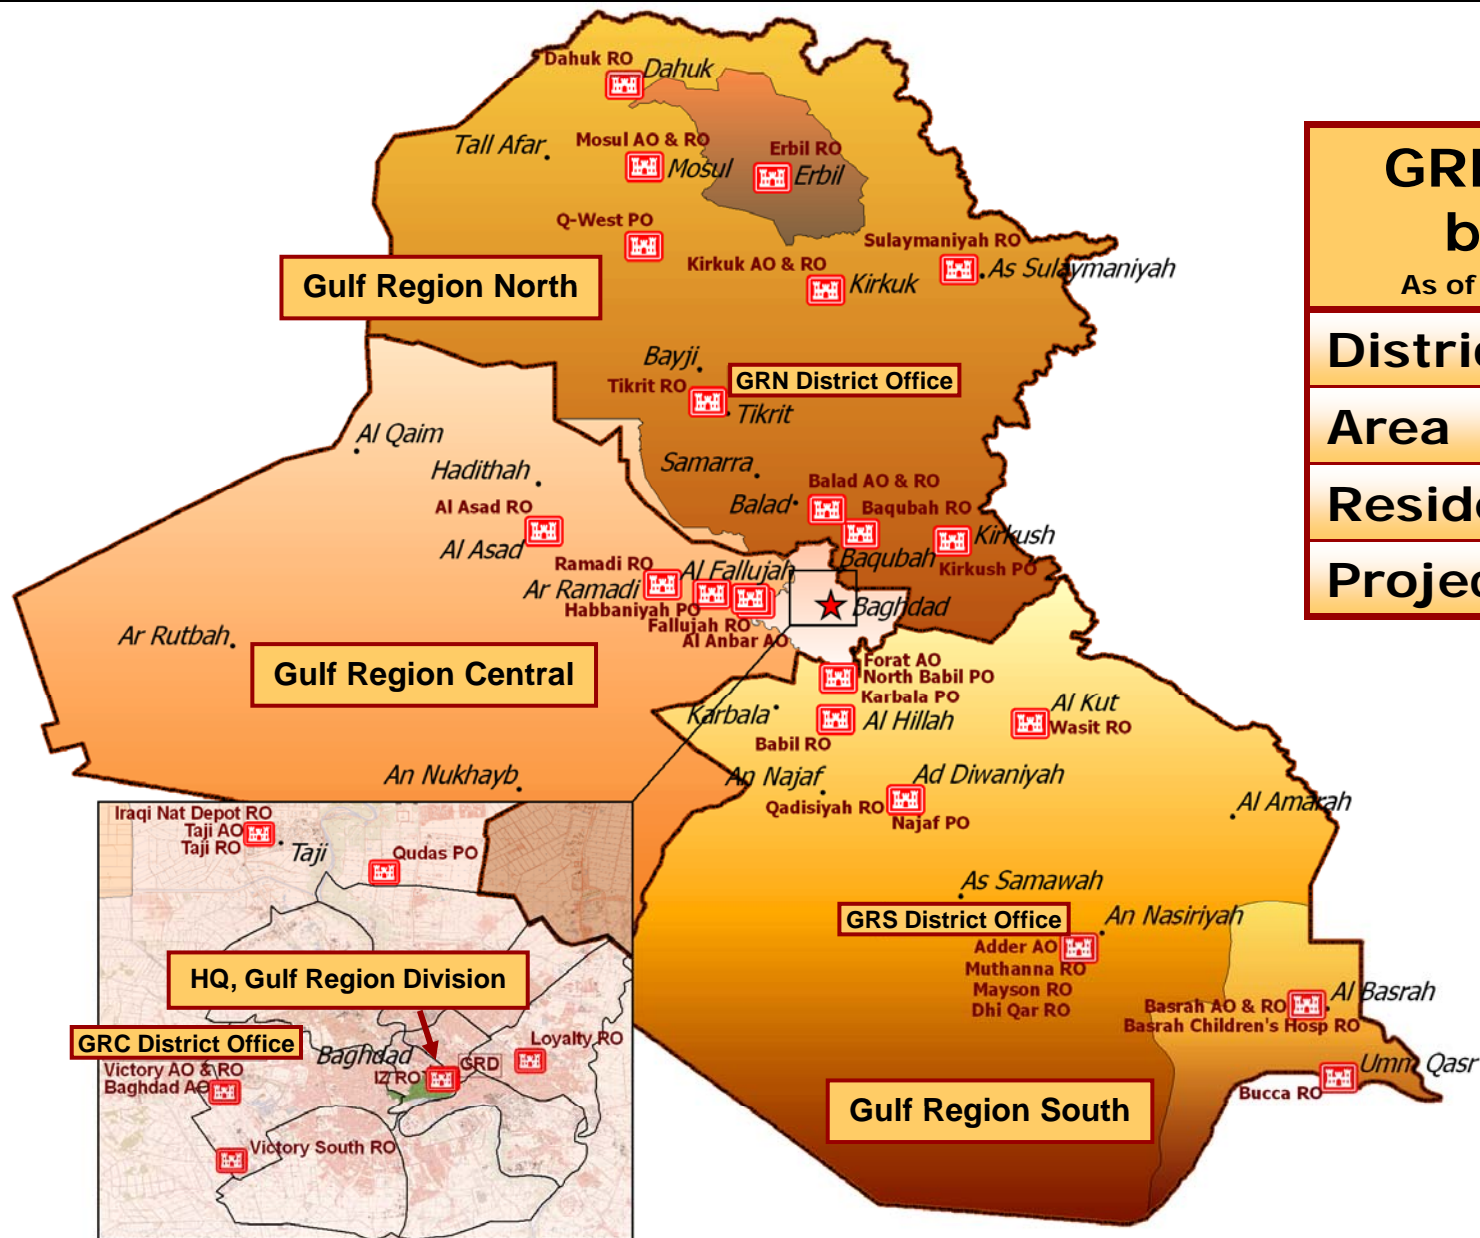 Dahuk RO
Dahuk
Tall Afar
Mosul AO & RO
Mosul
Erbil RO
Erbil
Q-West PO
Sulaymaniyah RO
As Sulaymaniyah
Kirkuk AO & RO
Kirkuk
Gulf Region North
Bayji
Tikrit RO
GRN District Office
Tikrit
Al Qaim
Hadithah
Samarra
Balad AO & RO
Balad
Baqubah RO
Al Asad RO
Al Asad
Kirkush
Baqubah
Kirkush PO
Ramadi RO
Al Fallujah
Ar Ramadi
Habbaniyah PO
Fallujah RO
Al Anbar AO
Baghdad
Ar Rutbah
Gulf Region Central
Forat AO
North Babil PO
Karbala PO
Karbala
Al Hillah
Babil RO
Al Kut
Wasit RO
An Nukhayb
An Najaf
Ad Diwaniyah
Qadisiyah RO
Najaf PO
Al Amarah
As Samawah
GRS District Office
An Nasiriyah
Adder AO
Muthanna RO
Mayson RO
Dhi Qar RO
Al Basrah
Basrah AO & RO
Basrah Children's Hosp RO
Umm Qasr
Bucca RO
Gulf Region South
Iraqi Nat Depot RO
Taji AO
Taji RO
Taji
Qudas PO
HQ, Gulf Region Division
GRC District Office
Baghdad
Loyalty RO
Victory AO & RO
Baghdad AO
IZ RO
GRD
Victory South RO
As of
Area